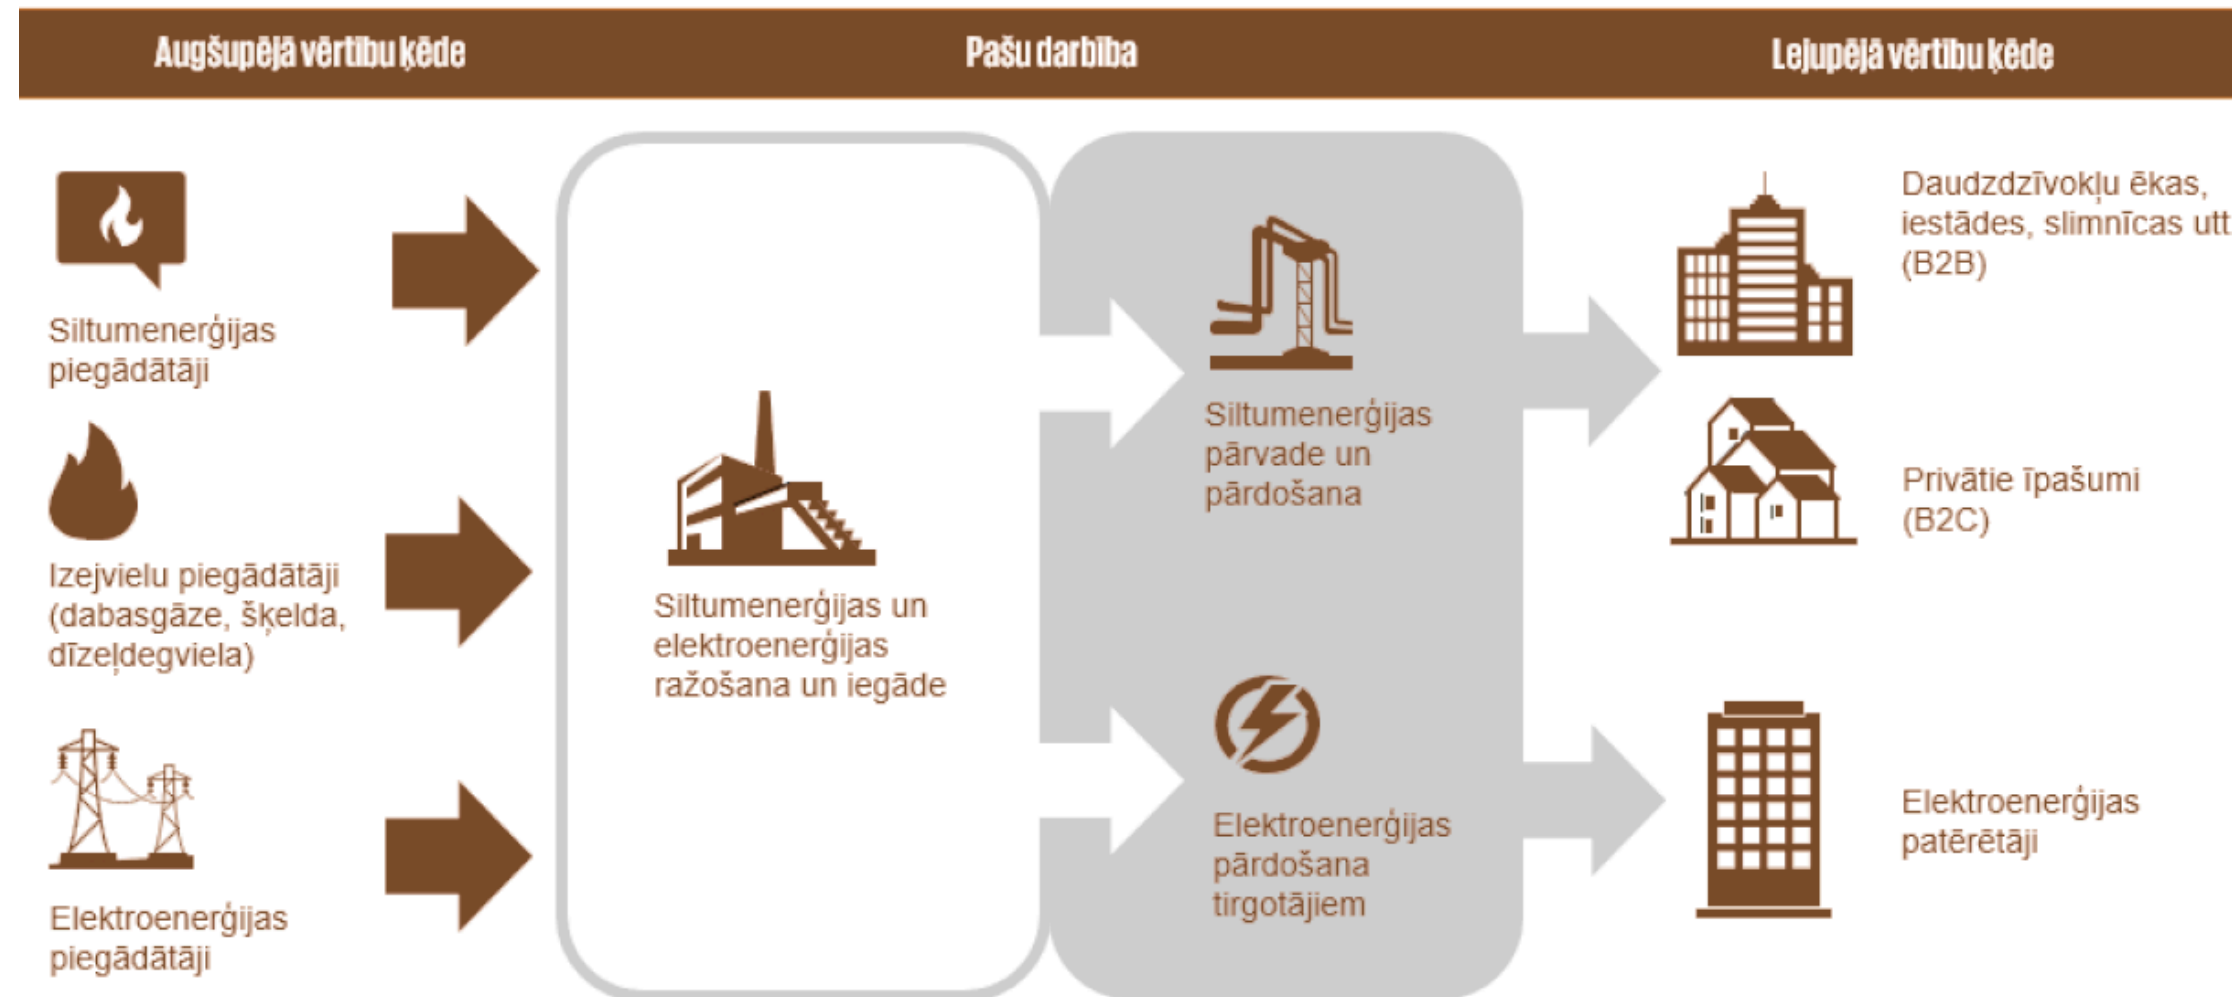 Augšupējā vērtību ķēde
Pašu darbība
Lejupējā vērtību ķēde
Siltumenerģijas
piegādātāji
Izejvielu piegādātāji
(dabasgāze, šķelda,
dīzeļdegviela)
Elektroenerģijas
piegādātāji
Siltumenerģijas un
elektroenerģijas
ražošana un iegāde
Siltumenerģijas
pārvade un
pārdošana
Elektroenerģijas
pārdošana
tirgotājiem
Daudzdzīvokļu ēkas,
iestādes, slimnīcas utt.
(B2B)
Privātie īpašumi
(B2C)
Elektroenerģijas
patērētāji